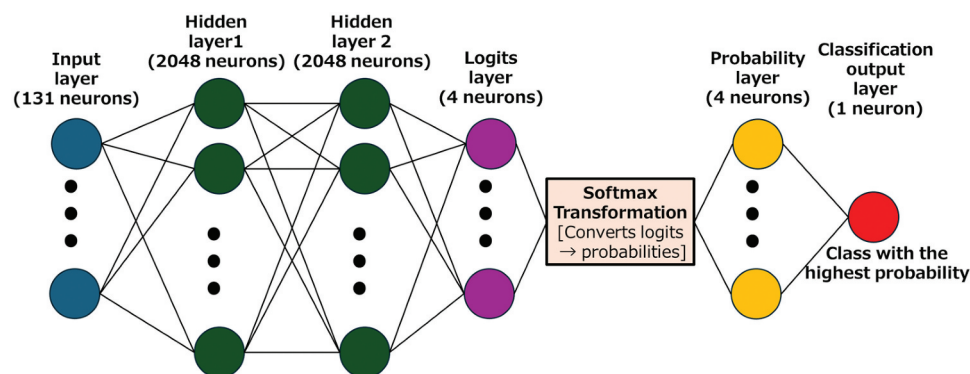 Input
layer
(131 neurons)
Hidden
layer1
(2048 neurons)
Hidden
layer 2
(2048 neurons)
Logits
layer
(4 neurons)
Softmax
Transformation
[Converts logits
→ probabilities]
Probability
layer
(4 neurons)
Classification
output
layer
(1 neuron)
Class with the
highest probability